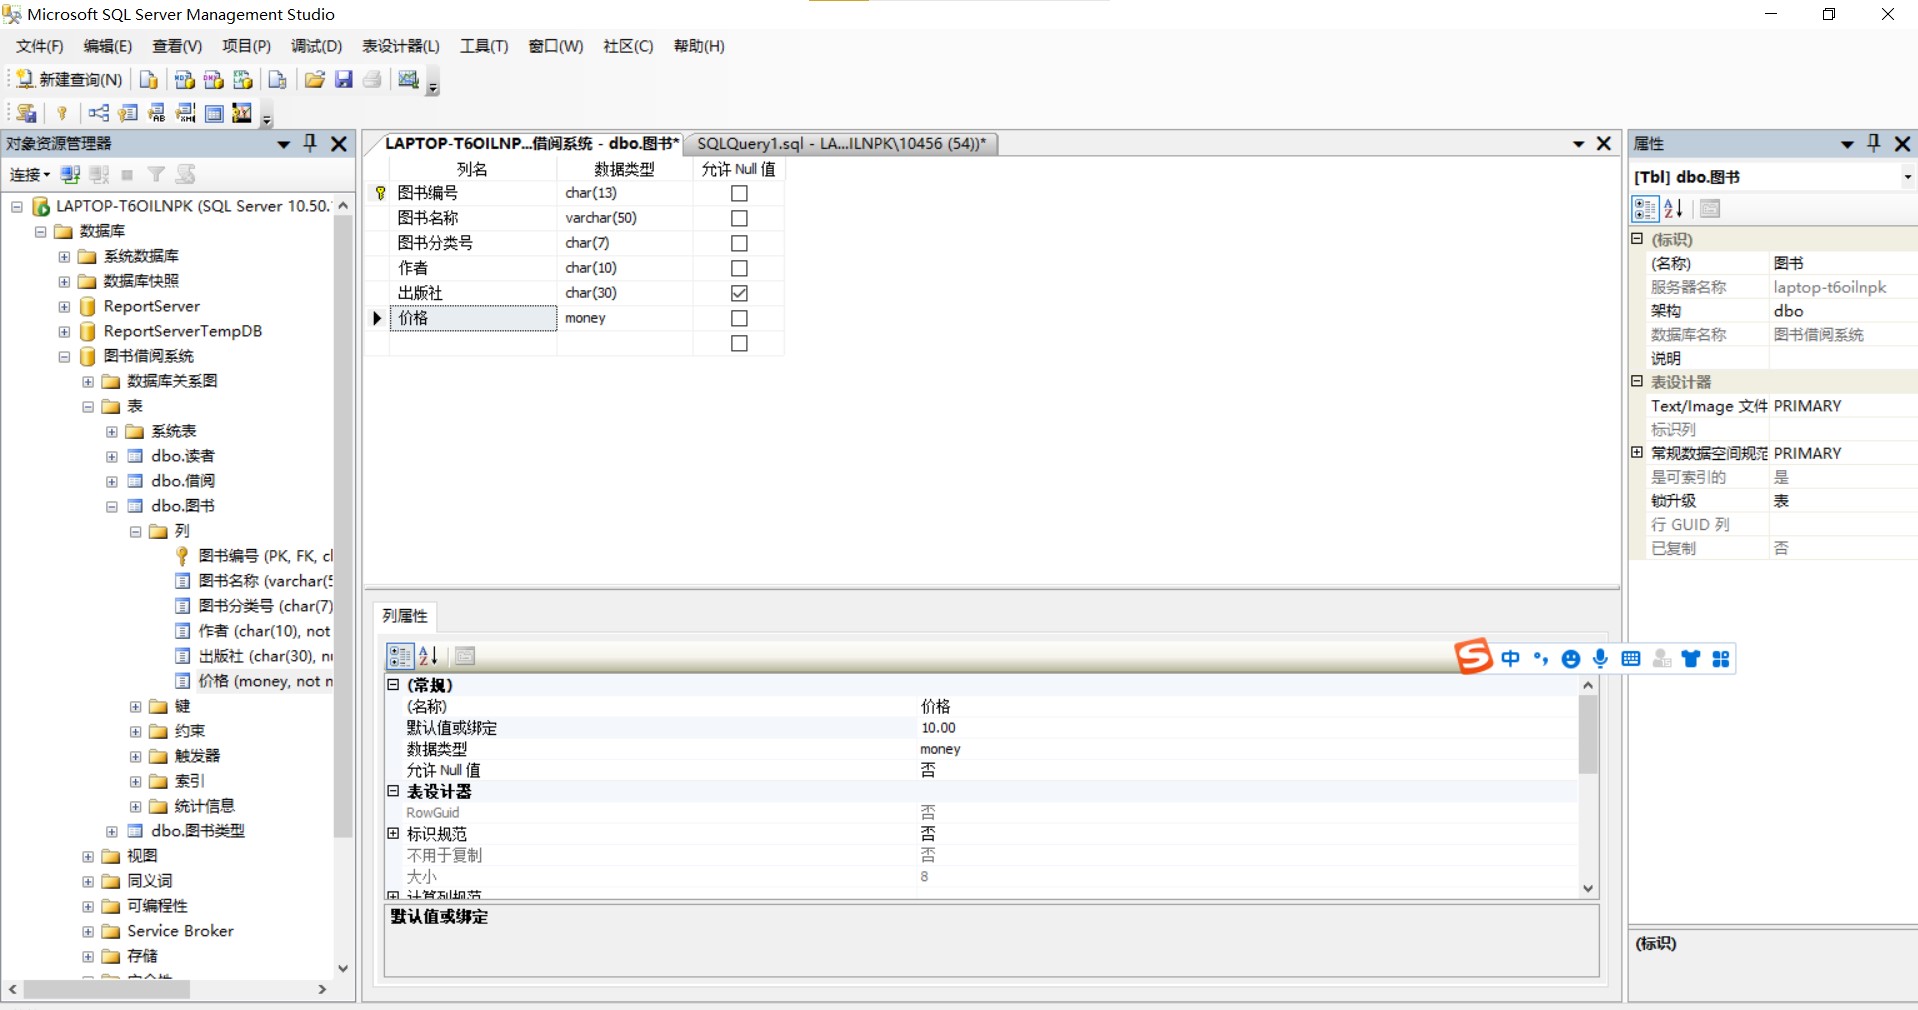 Microsoft SQL Server Management Studio
文件(F) 编辑(E) 查看(V) 项目(P) 调试(D) 表设计器(L) 工具(T) 窗口(W) 社区(C) 帮助(H)
新建查询(N)
对象资源管理器
连接
LAPTOP-T6OILNPK (SQL Server 10.50.
数据库
系统数据库
数据库快照
ReportServer
ReportServerTempDB
图书借阅系统
数据库关系图
表
系统表
dbo.读者
dbo.借阅
dbo.图书
列
图书编号 (PK, FK, cl
图书名称 (varchar(5
图书分类号 (char(7)
作者 (char(10), not
出版社 (char(30), nu
价格 (money, not n
键
约束
触发器
索引
统计信息
dbo.图书类型
视图
同义词
可编程性
Service Broker
存储
LAPTOP-T6OILNP...借阅系统 - dbo.图书* SQLQuery1.sql - LA...ILNPK\10456 (54))*
列名 数据类型 允许 Null 值
图书编号 char(13)
图书名称 varchar(50)
图书分类号 char(7)
作者 char(10)
出版社 char(30)
价格 money
列属性
(常规)
(名称) 价格
默认值或绑定 10.00
数据类型 money
允许 Null 值 否
表设计器
RowGuid 否
标识规范 否
不用于复制 否
大小 8
计算列规范
默认值或绑定
属性
[Tbl] dbo.图书
(标识)
(名称) 图书
服务器名称 laptop-t6oilnpk
架构 dbo
数据库名称 图书借阅系统
说明
表设计器
Text/Image 文件 PRIMARY
标识列
常规数据空间规范 PRIMARY
是可索引的 是
锁升级 表
行 GUID 列
已复制 否
中
(标识)